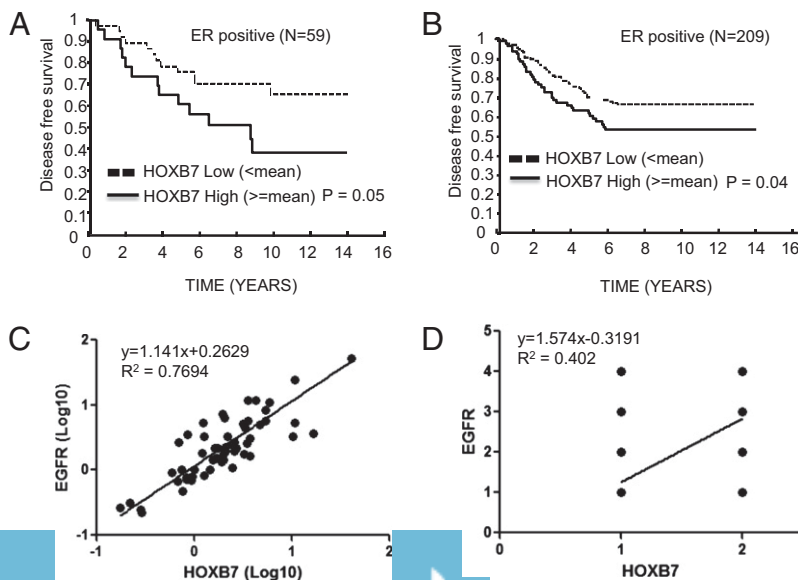 A
ER positive (N=59)
Disease free survival
1
0.9
0.8
0.7
0.6
0.5
0.4
0.3
0.2
0.1
0
HOXB7 Low (<mean)
HOXB7 High (>=mean) P = 0.05
0 2 4 6 8 10 12 14 16
TIME (YEARS)
B
ER positive (N=209)
Disease free survival
1
0.9
0.8
0.7
0.6
0.5
0.4
0.3
0.2
0.1
0
HOXB7 Low (<mean)
HOXB7 High (>=mean) P = 0.04
0 2 4 6 8 10 12 14 16
TIME (YEARS)
C
y=1.141x+0.2629
R² = 0.7694
EGFR (Log10)
2
1
0
-1
-1 0 1 2
HOXB7 (Log10)
D
y=1.574x-0.3191
R² = 0.402
EGFR
5
4
3
2
1
0
0 1 2
HOXB7